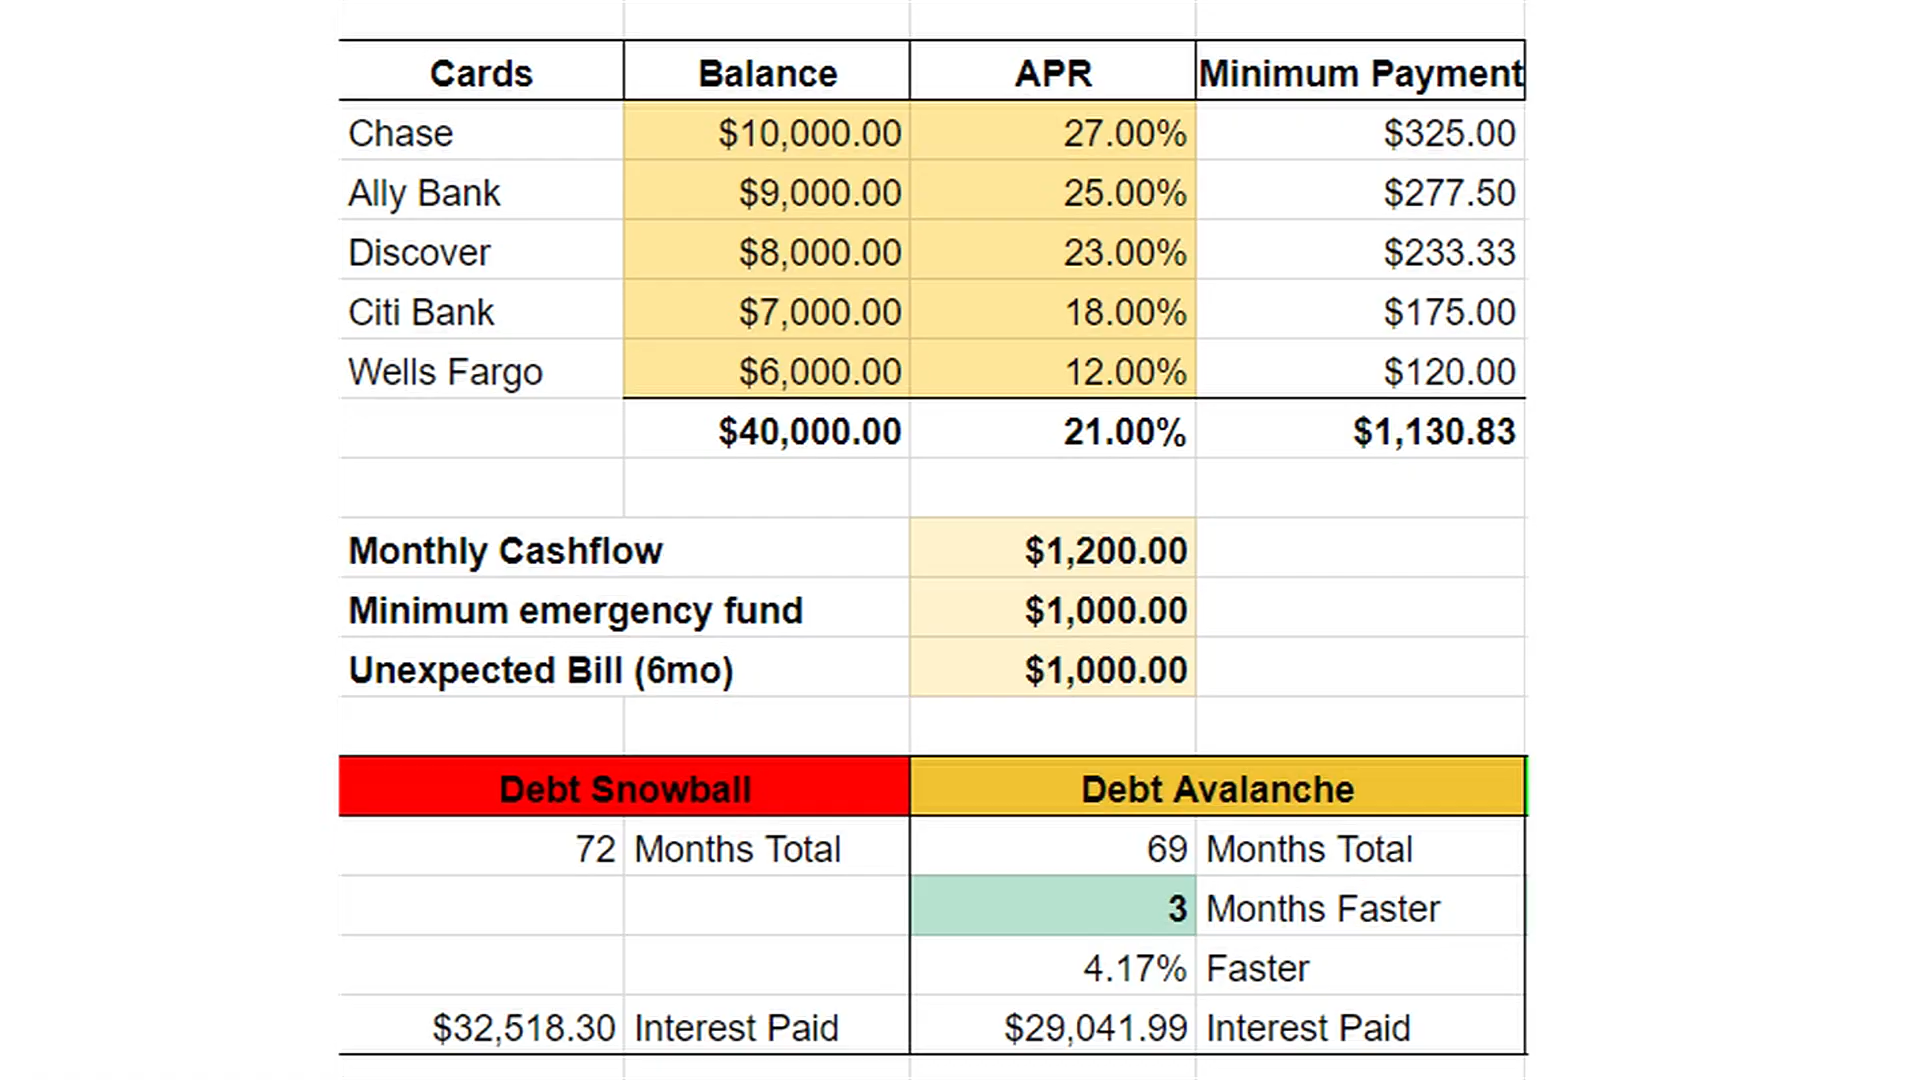 Cards Balance APR Minimum Payment
Chase $10,000.00 27.00% $325.00
Ally Bank $9,000.00 25.00% $277.50
Discover $8,000.00 23.00% $233.33
Citi Bank $7,000.00 18.00% $175.00
Wells Fargo $6,000.00 12.00% $120.00
$40,000.00 21.00% $1,130.83
Monthly Cashflow $1,200.00
Minimum emergency fund $1,000.00
Unexpected Bill (6mo) $1,000.00
Debt Snowball Debt Avalanche
72 Months Total 69 Months Total
3 Months Faster
4.17% Faster
$32,518.30 Interest Paid $29,041.99 Interest Paid